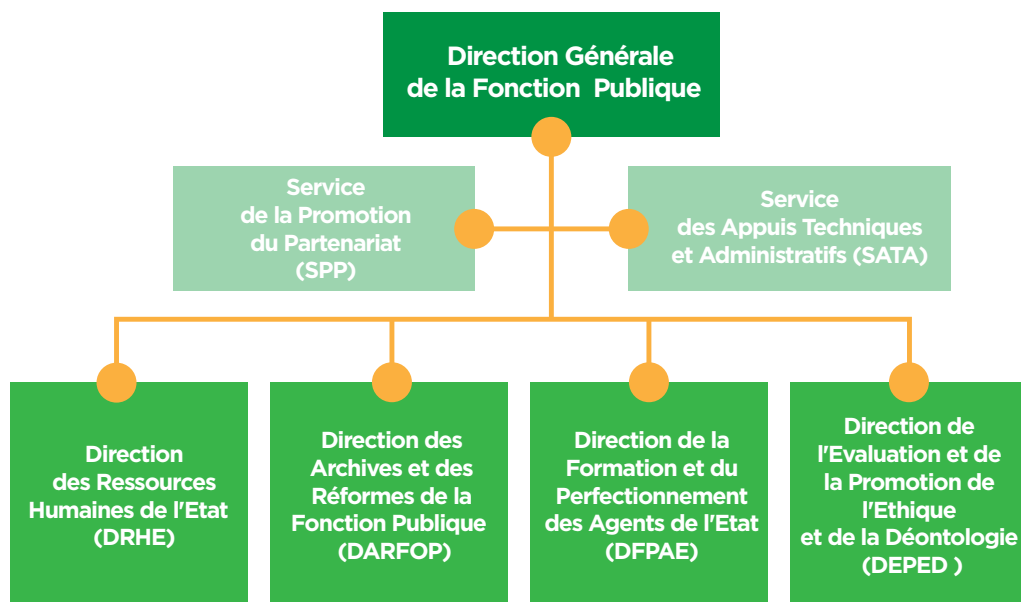 Direction Générale
de la Fonction Publique
Service
de la Promotion
du Partenariat
(SPP)
Service
des Appuis Techniques
et Administratifs (SATA)
Direction
des Ressources
Humaines de l'Etat
(DRHE)
Direction des
Archives et des
Réformes de la
Fonction Publique
(DARFOP)
Direction de la
Formation et du
Perfectionnement
des Agents de l'Etat
(DFPAE)
Direction de
l'Evaluation et de
la Promotion de
l'Ethique
et de la Déontologie
(DEPED )